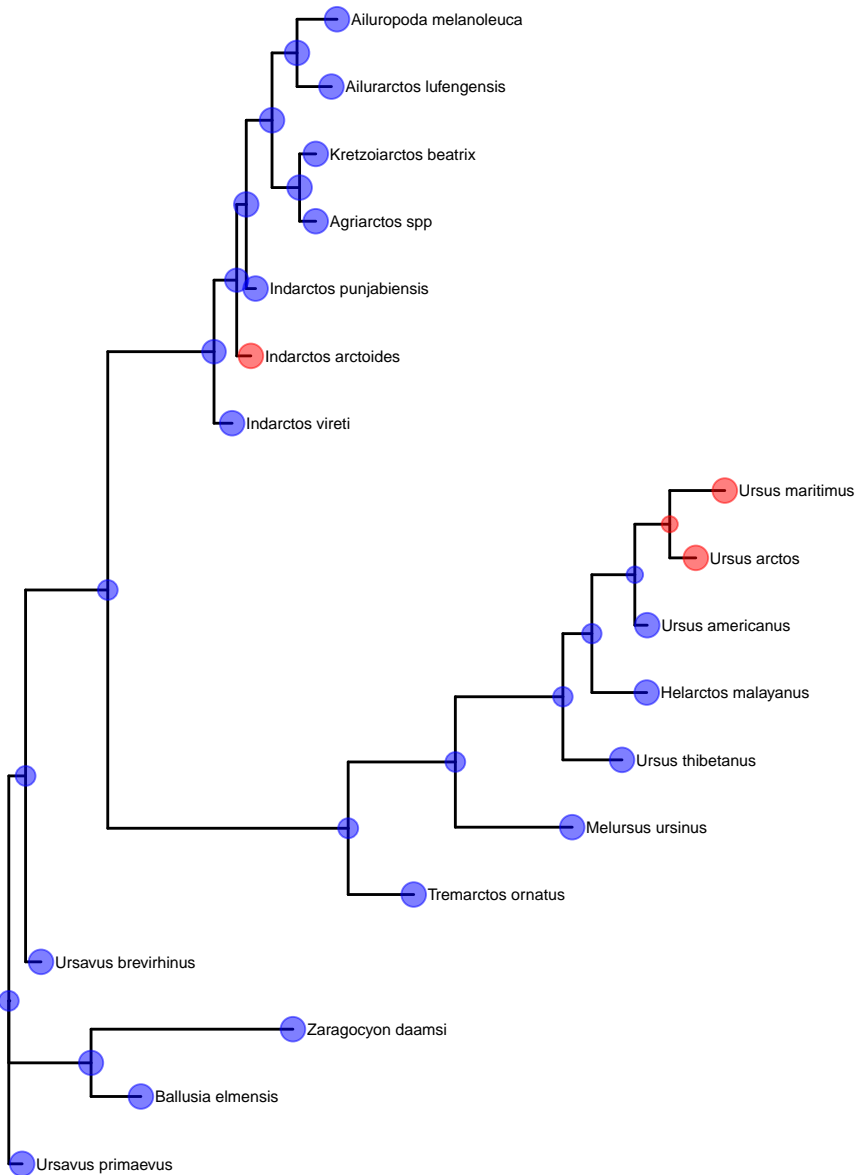 Ailuropoda melanoleuca
Ailurarctos lufengensis
Kretzoiarctos beatrix
Agriarctos spp
Indarctos punjabiensis
Indarctos arctoides
Indarctos vireti
Ursus maritimus
Ursus arctos
Ursus americanus
Helarctos malayanus
Ursus thibetanus
Melursus ursinus
Tremarctos ornatus
Ursavus brevirhinus
Zaragocyon daamsi
Ballusia elmensis
Ursavus primaevus